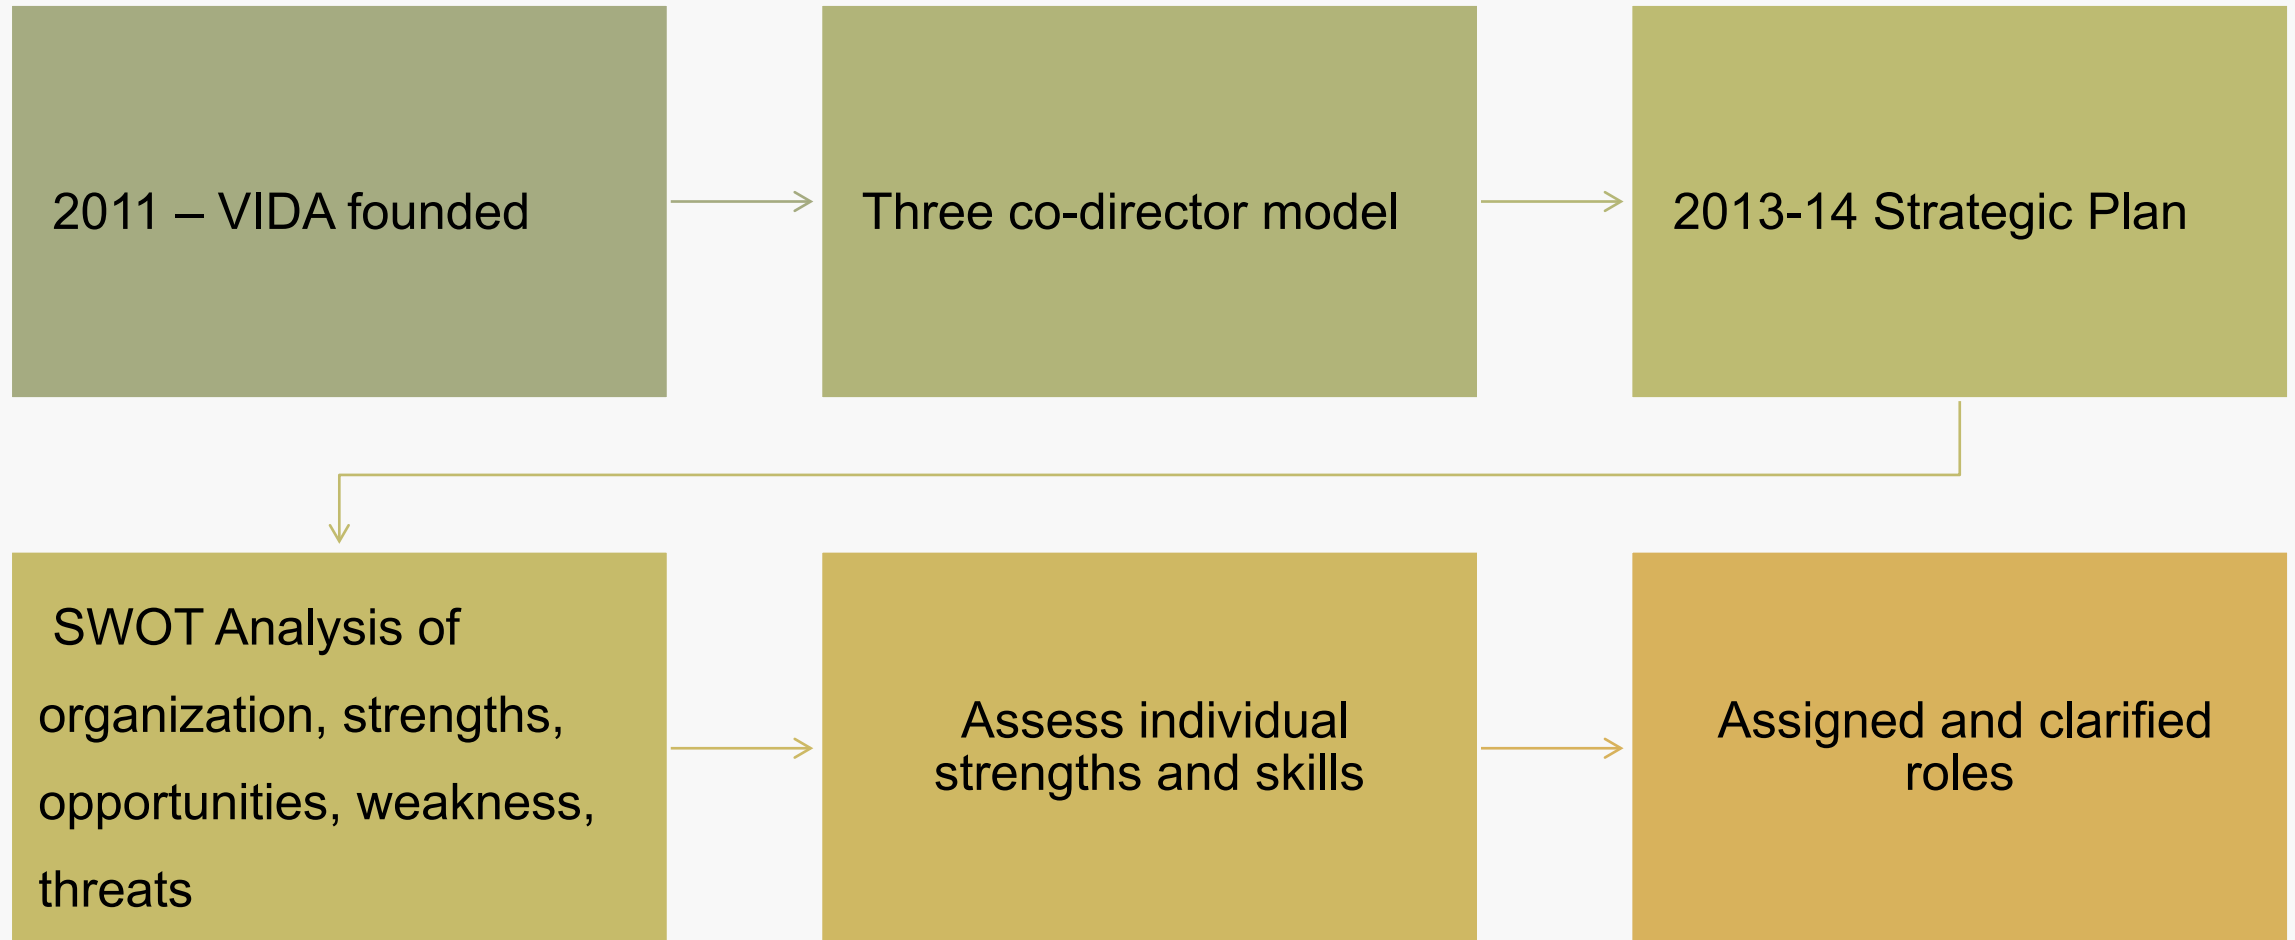 2011 – VIDA founded
Three co-director model
2013-14 Strategic Plan
SWOT Analysis of
organization, strengths,
opportunities, weakness,
threats
Assess individual
strengths and skills
Assigned and clarified
roles